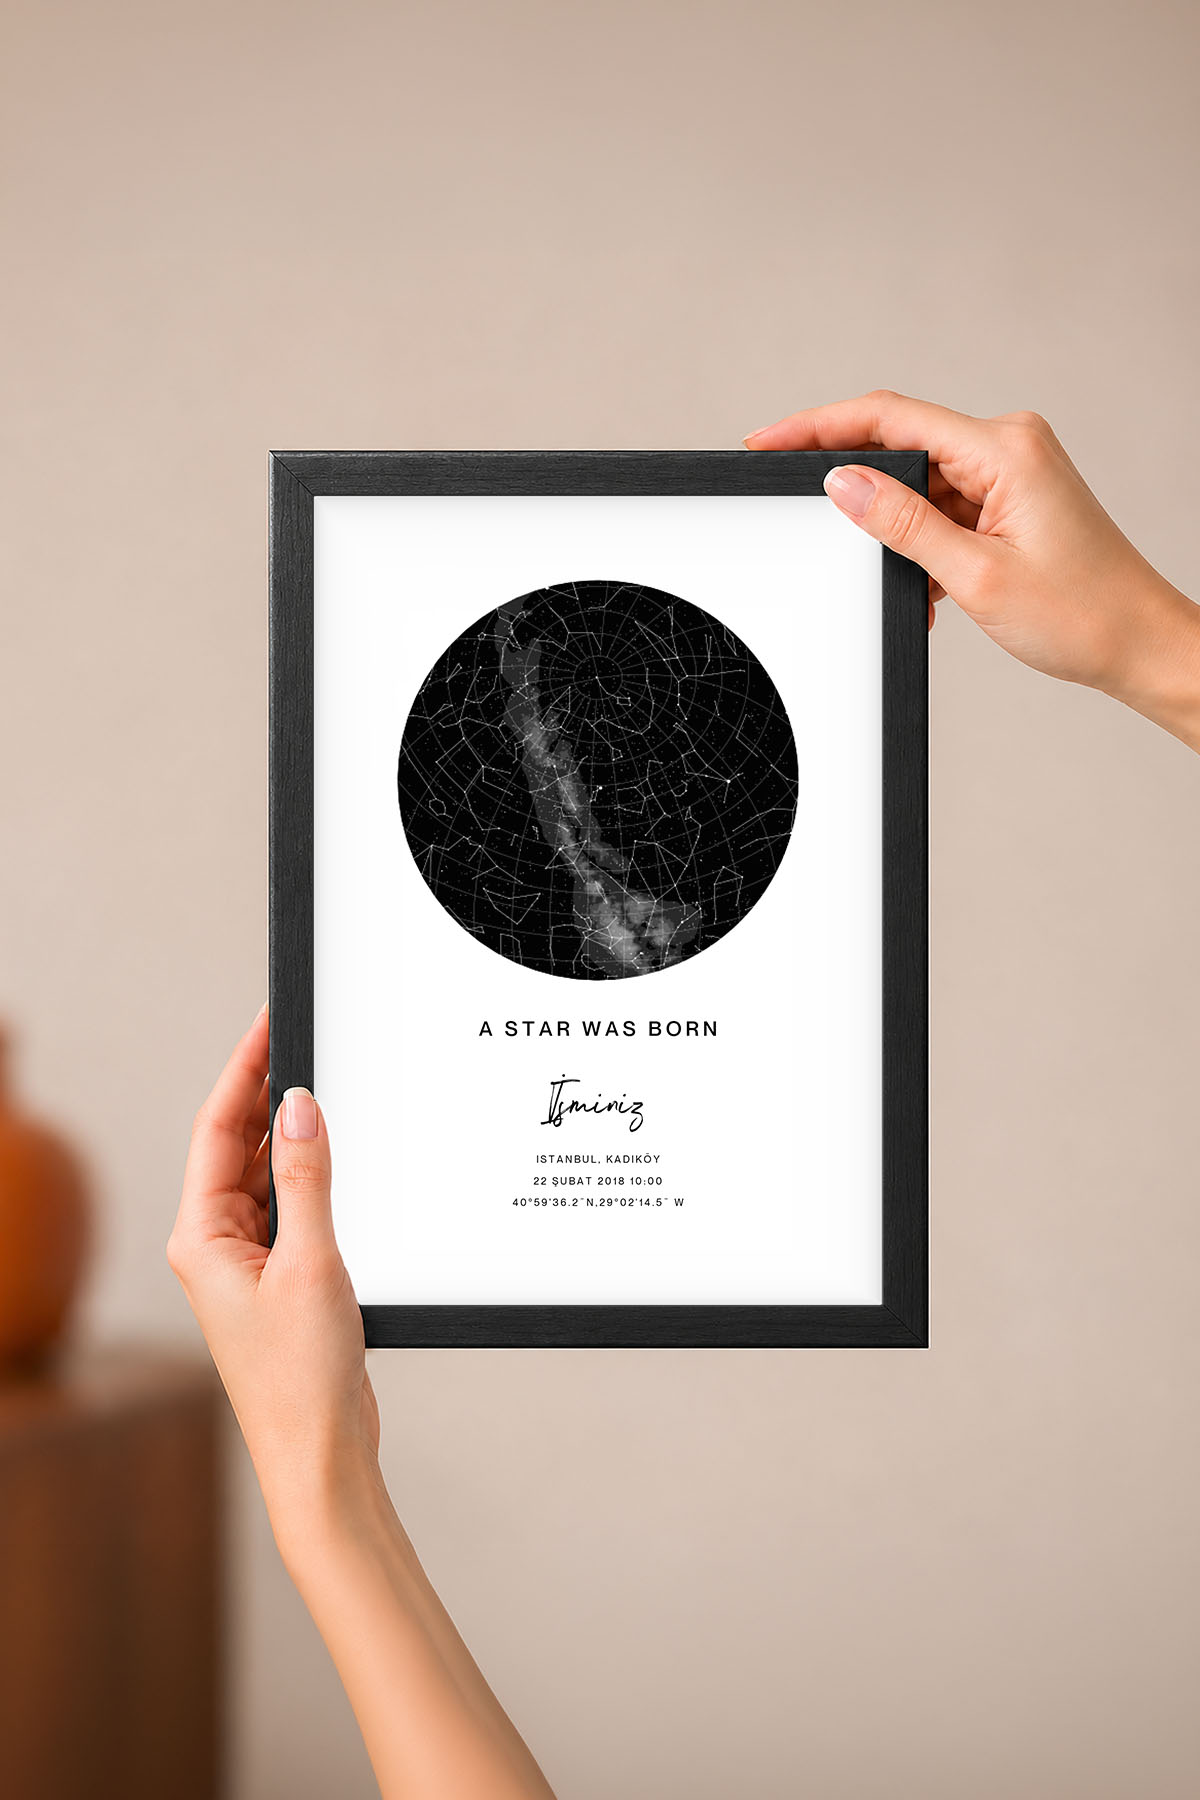 A STAR WAS BORN
İsminiz
ISTANBUL, KADIKÖY
22 ŞUBAT 2018 10:00
40°59'36.2"N,29°02'14.5" W